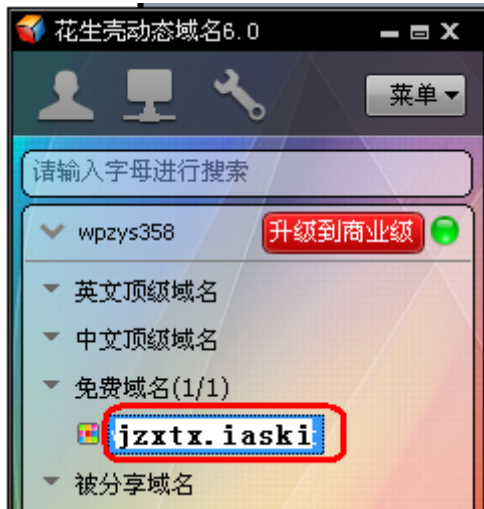 花生壳动态域名6.0
菜单
请输入字母进行搜索
wpzys358 升级到商业级
英文顶级域名
中文顶级域名
免费域名(1/1)
jzxtx.iaski
被分享域名